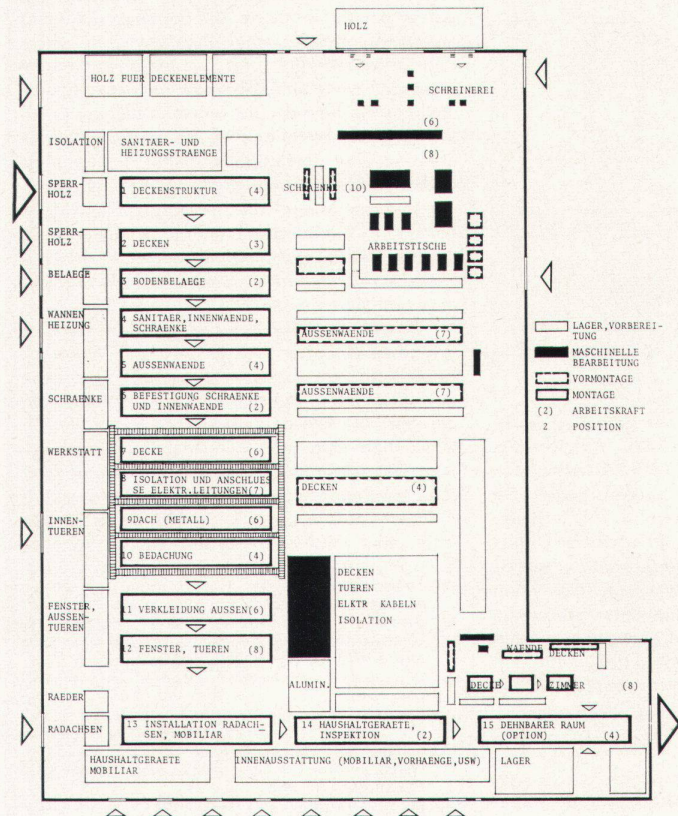 HOLZ
HOLZ FUER DECKENELEMENTE
SCHREINEREI
(6)
(8)
ISOLATION
SANITAER- UND
HEIZUNGSSTRAENGE
SPERR-
HOLZ
1 DECKENSTRUKTUR (4)
SCHRAENKE (10)
SPERR-
HOLZ
2 DECKEN (3)
ARBEITSTISCHE
BELAEGE
3 BODENBELAEGE (2)
WANNEN
HEIZUNG
4 SANITAER,INNENWAENDE,
SCHRAENKE
AUSSENWAENDE (7)
5 AUSSENWAENDE (4)
SCHRAENKE
6 BEFESTIGUNG SCHRAENKE
UND INNENWAENDE (2)
AUSSENWAENDE (7)
WERKSTATT
7 DECKE (6)
8 ISOLATION UND ANSCHLUES
SE ELEKTR.LEITUNGEN(7)
DECKEN (4)
INNEN-
TUEREN
9DACH (METALL) (6)
10 BEDACHUNG (4)
DECKEN
TUEREN
ELKTR KABELN
ISOLATION
FENSTER,
AUSSEN-
TUEREN
11 VERKLEIDUNG AUSSEN(6)
12 FENSTER, TUEREN (8)
ALUMIN.
WAENDE
DECKEN
DECKE
ZIMMER (8)
RAEDER
RADACHSEN
13 INSTALLATION RADACH-
SEN, MOBILIAR
14 HAUSHALTGERAETE,
INSPEKTION (2)
15 DEHNBARER RAUM
(OPTION) (4)
HAUSHALTGERAETE
MOBILIAR
INNENAUSSTATTUNG (MOBILIAR,VORHAENGE,USW)
LAGER
LAGER,VORBEREI-
TUNG
MASCHINELLE
BEARBEITUNG
VORMONTAGE
MONTAGE
(2) ARBEITSKRAFT
2 POSITION